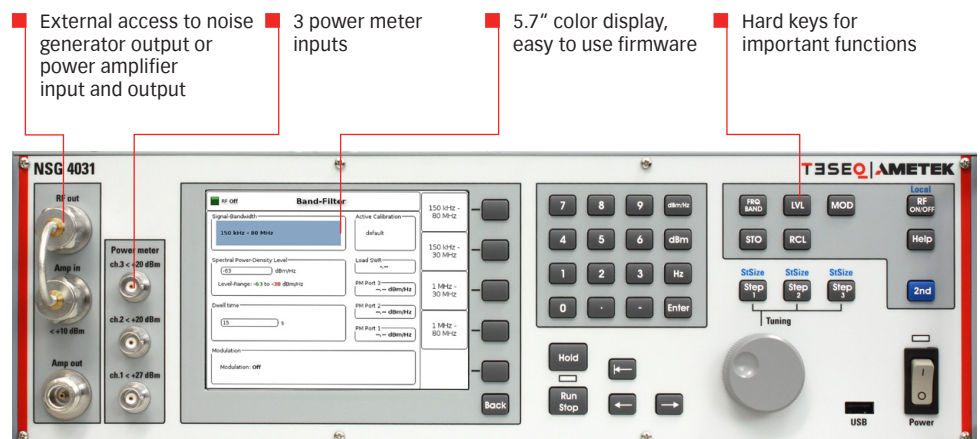 External access to noise
generator output or
power amplifier
input and output
3 power meter
inputs
5.7“ color display,
easy to use firmware
Hard keys for
important functions
NSG 4031
TESEQ AMETEK
RF out
Amp in
< +10 dBm
Amp out
Power meter
ch.3 < +20 dBm
ch.2 < +20 dBm
ch.1 < +27 dBm
RF Off
Band-Filter
Signal-Bandwidth
150 kHz - 80 MHz
Active Calibration
default
Spectral Power Density Level
-63 dBm/Hz
Level-Range: -63 to -38 dBm/Hz
Load SWR
--.--
PM Port 3
--.-- dBm/Hz
Dwell time
15 s
PM Port 2
--.-- dBm/Hz
PM Port 1
--.-- dBm/Hz
Modulation
Modulation: Off
150 kHz -
80 MHz
150 kHz -
30 MHz
1 MHz -
30 MHz
1 MHz -
80 MHz
Back
7 8 9 dBm/Hz
4 5 6 dBm
1 2 3 Hz
0 · - Enter
Hold
Run
Stop
FRQ
BAND
LVL
MOD
Local
RF
ON/OFF
STO
RCL
Help
StSize StSize StSize
Step
1
Step
2
Step
3
2nd
Tuning
USB
Power